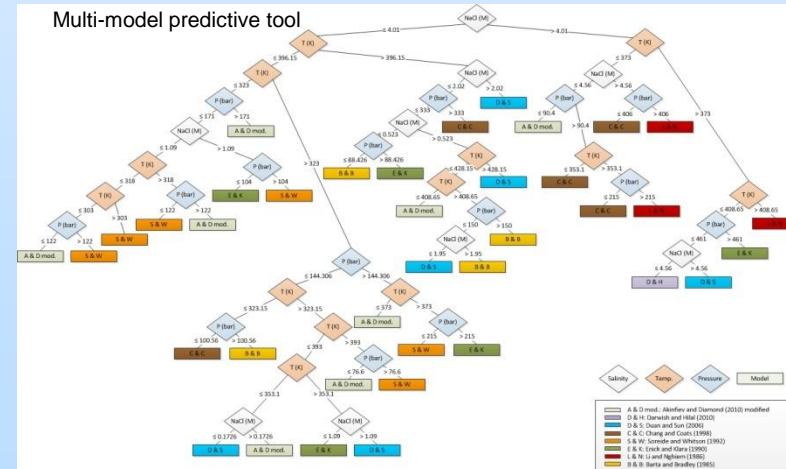 Multi-model predictive tool
NaCl (M)
≤ 4.01
> 4.01
T (K)
T (K)
≤ 396.15
> 396.15
≤ 373
> 373
T (K)
NaCl (M)
NaCl (M)
≤ 323
> 323
≤ 2.02
> 2.02
≤ 4.56
> 4.56
P (bar)
P (bar)
D & S
P (bar)
P (bar)
≤ 171
> 171
≤ 333
> 333
≤ 90.4
> 90.4
≤ 406
> 406
NaCl (M)
A & D mod.
NaCl (M)
C & C
A & D mod.
C & C
≤ 1.09
> 1.09
≤ 0.523
> 0.523
T (K)
P (bar)
P (bar)
T (K)
T (K)
≤ 353.1
> 353.1
≤ 316
> 318
≤ 104
> 104
≤ 88.426
> 88.426
≤ 428.15
> 428.15
C & C
P (bar)
T (K)
P (bar)
E & K
S & W
B & B
E & K
T (K)
D & S
≤ 215
> 215
T (K)
≤ 303
> 303
≤ 122
> 122
≤ 408.65
> 408.65
C & C
≤ 408.65
> 408.65
P (bar)
S & W
S & W
A & D mod.
A & D mod.
P (bar)
P (bar)
≤ 122
> 122
≤ 150
> 150
≤ 461
> 461
A & D mod.
S & W
NaCl (M)
B & B
NaCl (M)
E & K
≤ 1.95
> 1.95
≤ 4.56
> 4.56
P (bar)
D & S
B & B
D & H
D & S
≤ 144.306
> 144.306
T (K)
T (K)
≤ 323.15
> 323.15
≤ 373
> 373
P (bar)
T (K)
A & D mod.
P (bar)
≤ 100.56
> 100.56
≤ 393
> 393
≤ 215
> 215
C & C
B & B
T (K)
P (bar)
S & W
E & K
≤ 76.6
> 76.6
A & D mod.
S & W
≤ 353.1
> 353.1
NaCl (M)
NaCl (M)
≤ 0.1726
> 0.1726
≤ 1.09
> 1.09
D & S
A & D mod.
E & K
D & S
Salinity
Temp.
Pressure
Model
A & D mod.: Akinfiev and Diamond (2010) modified
D & H: Darwish and Hilal (2010)
D & S: Duan and Sun (2006)
C & C: Chang and Coats (1998)
S & W: Soreide and Whitson (1992)
E & K: Enick and Klara (1990)
L & N: Li and Nghiem (1986)
B & B: Barta and Bradley (1985)